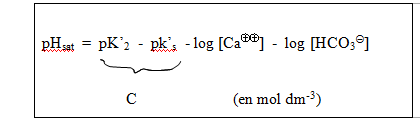 pHsat = pK'2 - pk's - log [Ca⊕⊕] - log [HCO3⊖]
C (en mol dm-3)